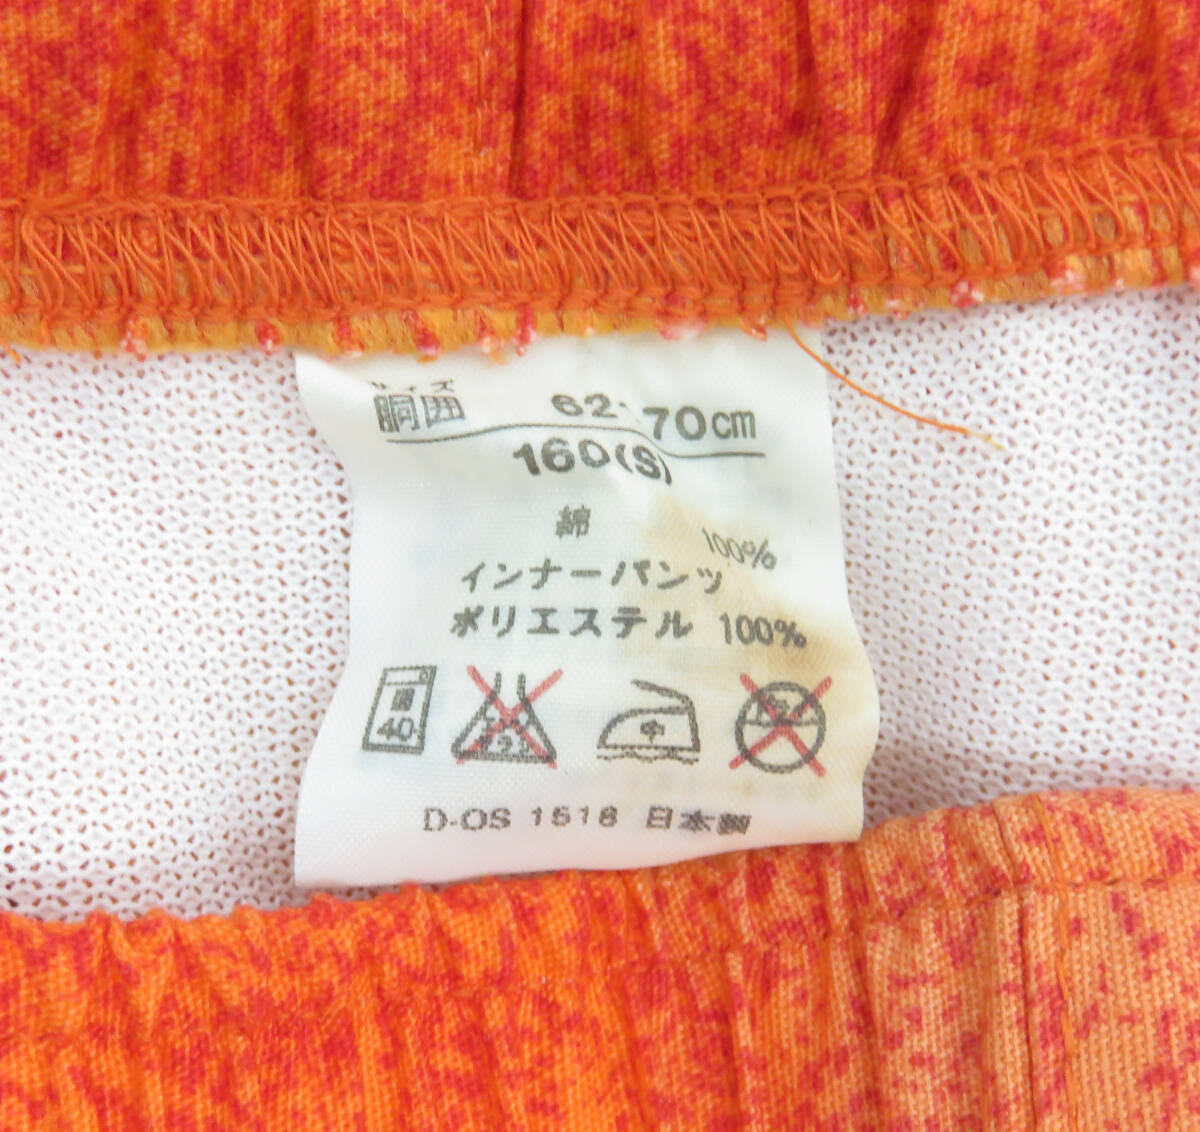 サイズ
胴囲 62-70cm
160(S)
綿 100%
インナーパンツ
ポリエステル 100%
40 中
D-OS 1518 日本製